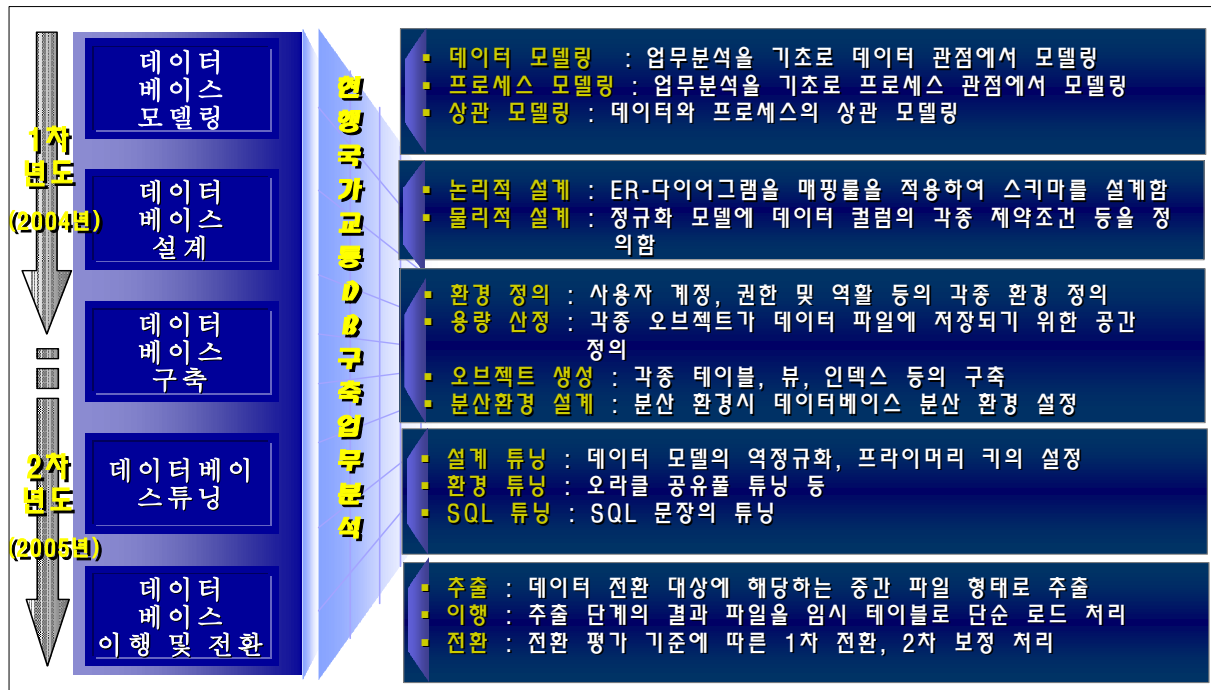 1차
년도
(2004년)
2차
년도
(2005년)
데이터
베이스
모델링
데이터
베이스
설계
데이터
베이스
구축
데이터베이
스튜닝
데이터
베이스
이행 및 전환
현행국가교통DB구축업무분석
▪ 데이터 모델링 : 업무분석을 기초로 데이터 관점에서 모델링
▪ 프로세스 모델링 : 업무분석을 기초로 프로세스 관점에서 모델링
▪ 상관 모델링 : 데이터와 프로세스의 상관 모델링
▪ 논리적 설계 : ER-다이어그램을 매핑룰을 적용하여 스키마를 설계함
▪ 물리적 설계 : 정규화 모델에 데이터 컬럼의 각종 제약조건 등을 정
의함
▪ 환경 정의 : 사용자 계정, 권한 및 역활 등의 각종 환경 정의
▪ 용량 산정 : 각종 오브젝트가 데이터 파일에 저장되기 위한 공간
정의
▪ 오브젝트 생성 : 각종 테이블, 뷰, 인덱스 등의 구축
▪ 분산환경 설계 : 분산 환경시 데이터베이스 분산 환경 설정
▪ 설계 튜닝 : 데이터 모델의 역정규화, 프라이머리 키의 설정
▪ 환경 튜닝 : 오라클 공유풀 튜닝 등
▪ SQL 튜닝 : SQL 문장의 튜닝
▪ 추출 : 데이터 전환 대상에 해당하는 중간 파일 형태로 추출
▪ 이행 : 추출 단계의 결과 파일을 임시 테이블로 단순 로드 처리
▪ 전환 : 전환 평가 기준에 따른 1차 전환, 2차 보정 처리